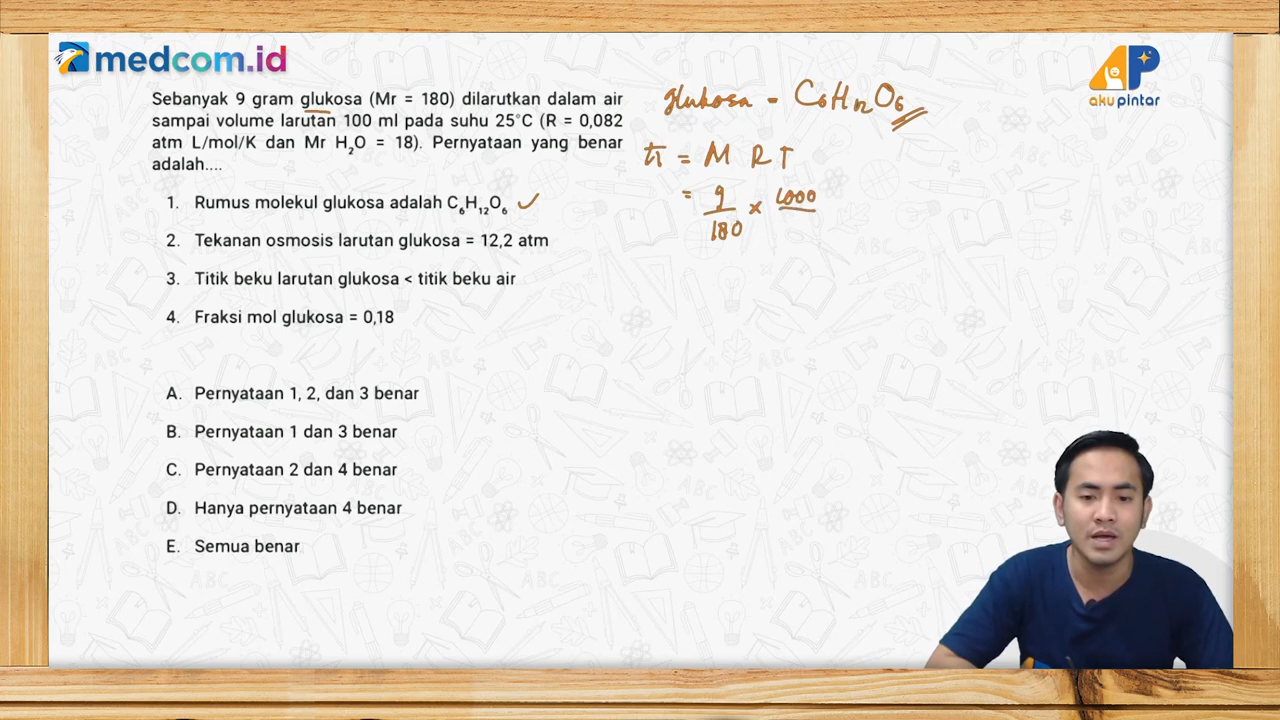 medcom.id
AP
aku pintar
Sebanyak 9 gram glukosa (Mr = 180) dilarutkan dalam air
sampai volume larutan 100 ml pada suhu 25°C (R = 0,082
atm L/mol/K dan Mr H₂O = 18). Pernyataan yang benar
adalah....
1. Rumus molekul glukosa adalah C₆H₁₂O₆ ✓
2. Tekanan osmosis larutan glukosa = 12,2 atm
3. Titik beku larutan glukosa < titik beku air
4. Fraksi mol glukosa = 0,18
A. Pernyataan 1, 2, dan 3 benar
B. Pernyataan 1 dan 3 benar
C. Pernyataan 2 dan 4 benar
D. Hanya pernyataan 4 benar
E. Semua benar
glukosa = C₆H₁₂O₆
π = M R T
= 9/180 × 1000